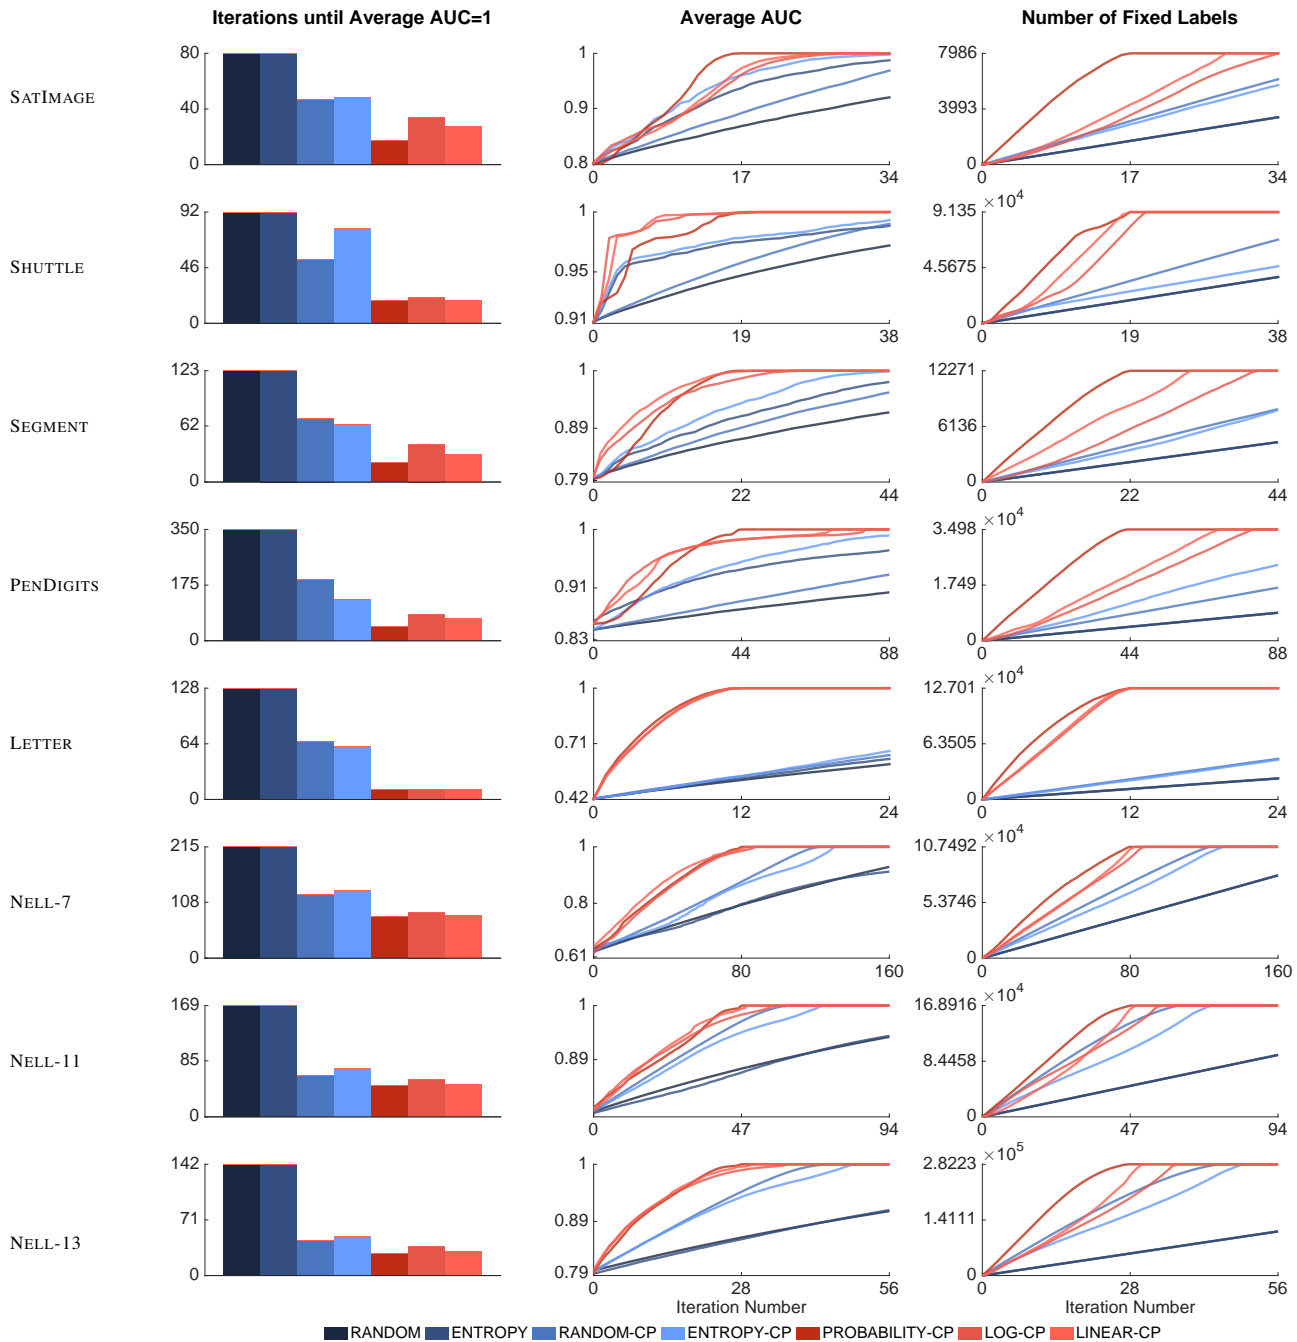 Iterations until Average AUC=1 Average AUC Number of Fixed Labels
SATIMAGE
80
40
0
1
0.9
0.8
0 17 34
7986
3993
0
0 17 34
SHUTTLE
92
46
0
1
0.95
0.91
0 19 38
×10⁴
9.135
4.5675
0
0 19 38
SEGMENT
123
62
0
1
0.89
0.79
0 22 44
12271
6136
0
0 22 44
PENDIGITS
350
175
0
1
0.91
0.83
0 44 88
×10⁴
3.498
1.749
0
0 44 88
LETTER
128
64
0
1
0.71
0.42
0 12 24
×10⁴
12.701
6.3505
0
0 12 24
NELL-7
215
108
0
1
0.8
0.61
0 80 160
×10⁴
10.7492
5.3746
0
0 80 160
NELL-11
169
85
0
1
0.89
0 47 94
×10⁴
16.8916
8.4458
0
0 47 94
NELL-13
142
71
0
1
0.89
0.79
0 28 56
Iteration Number
×10⁵
2.8223
1.4111
0
0 28 56
Iteration Number
RANDOM ENTROPY RANDOM-CP ENTROPY-CP PROBABILITY-CP LOG-CP LINEAR-CP